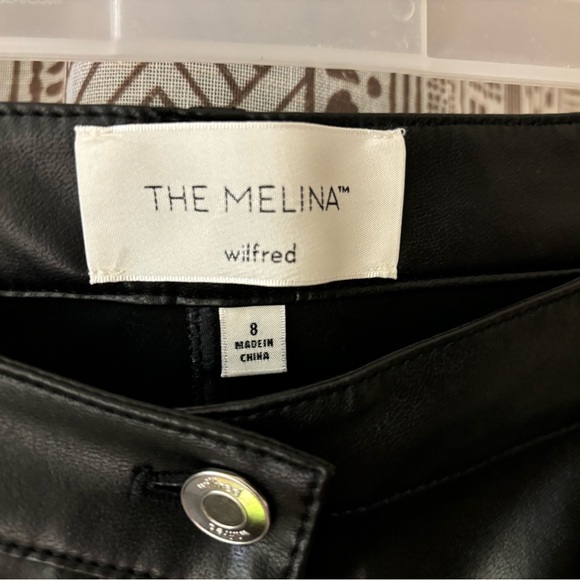 THE MELINA™
wilfred
8
MADE IN
CHINA